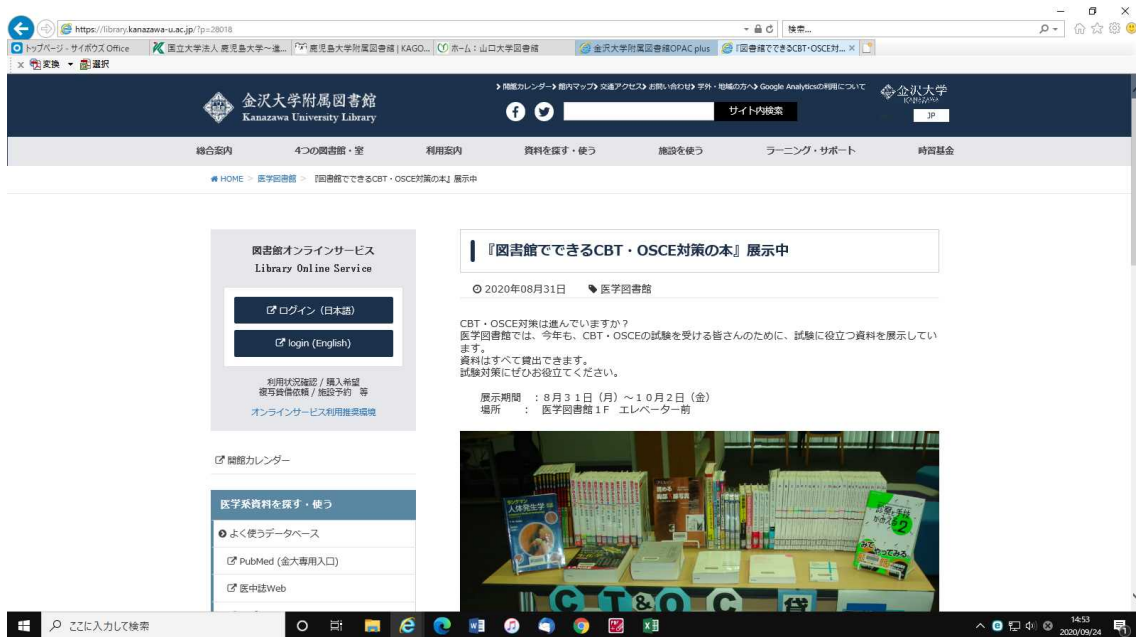 https://library.kanazawa-u.ac.jp/?p=28018
検索...
トップページ - サイボウズ Office
国立大学法人 鹿児島大学～進...
鹿児島大学附属図書館 | KAGO...
ホーム：山口大学図書館
金沢大学附属図書館OPAC plus
『図書館でできるCBT・OSCE対...
x 変換 選択
開館カレンダー 館内マップ 交通アクセス お問い合わせ 学外・地域の方へ Google Analyticsの利用について
金沢大学附属図書館
Kanazawa University Library
サイト内検索
金沢大学
KANAZAWA
JP
総合案内 4つの図書館・室 利用案内 資料を探す・使う 施設を使う ラーニング・サポート 時習基金
HOME > 医学図書館 > 『図書館でできるCBT・OSCE対策の本』展示中
図書館オンラインサービス
Library Online Service
ログイン（日本語）
login (English)
利用状況確認 / 購入希望
複写貸借依頼 / 施設予約 等
オンラインサービス利用推奨環境
開館カレンダー
医学系資料を探す・使う
よく使うデータベース
PubMed (金大専用入口)
医中誌Web
『図書館でできるCBT・OSCE対策の本』展示中
2020年08月31日 医学図書館
CBT・OSCE対策は進んでいますか？
医学図書館では、今年も、CBT・OSCEの試験を受ける皆さんのために、試験に役立つ資料を展示してい
ます。
資料はすべて貸出できます。
試験対策にぜひお役立てください。
展示期間 ：８月３１日（月）～１０月２日（金）
場所 ： 医学図書館１F エレベーター前
人体発生学
みて
やってみる
C T & O C
貸
ここに入力して検索
14:53
2020/09/24